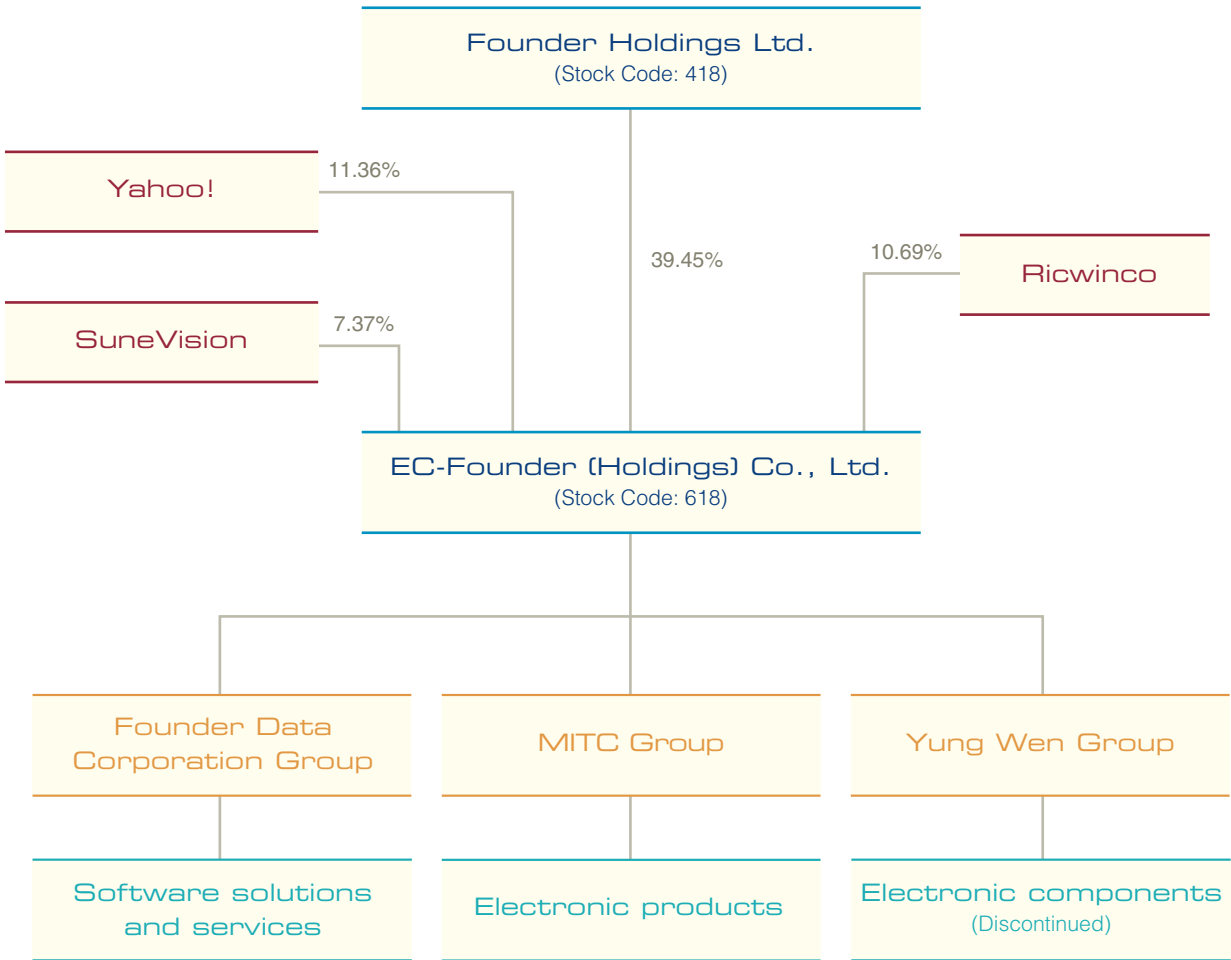 Founder Holdings Ltd.
(Stock Code: 418)
Yahoo!
11.36%
39.45%
10.69%
Ricwinco
SuneVision
7.37%
EC-Founder (Holdings) Co., Ltd.
(Stock Code: 618)
Founder Data
Corporation Group
MITC Group
Yung Wen Group
Software solutions
and services
Electronic products
Electronic components
(Discontinued)